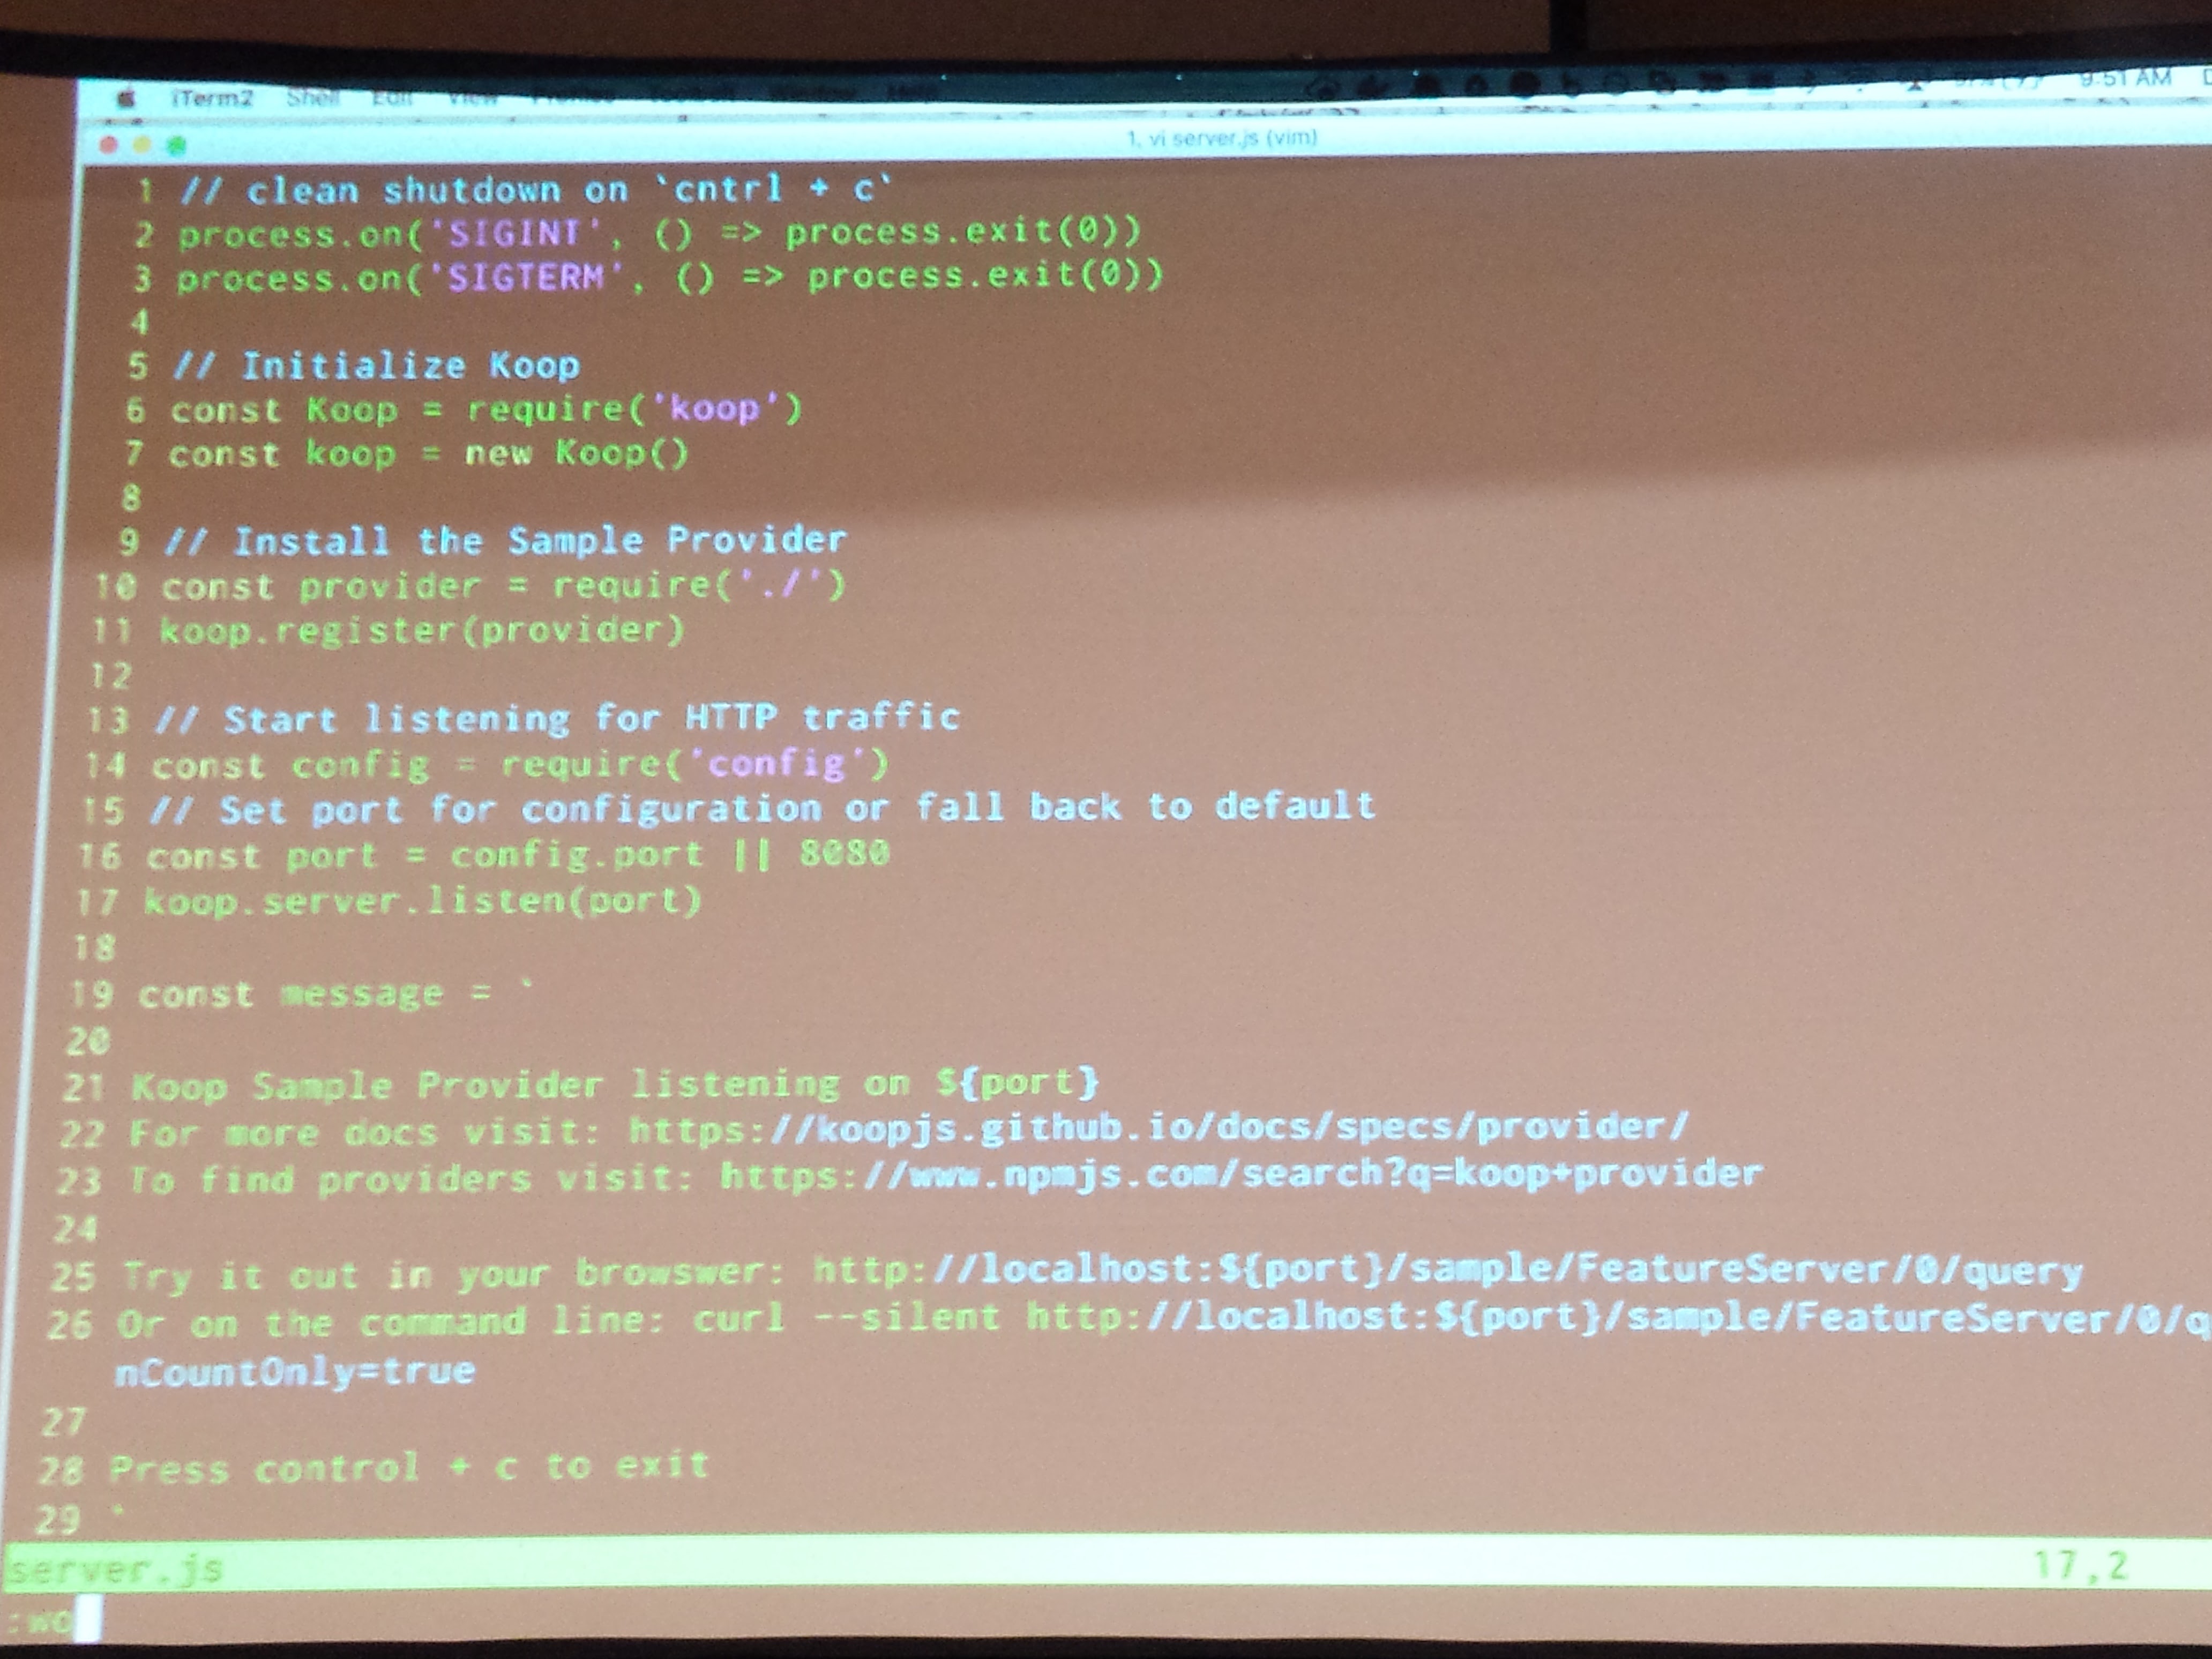 iTerm2 Shell Edit View Profiles Window Help 9:51 AM
1. vi server.js (vim)
1 // clean shutdown on `cntrl + c`
2 process.on('SIGINT', () => process.exit(0))
3 process.on('SIGTERM', () => process.exit(0))
4
5 // Initialize Koop
6 const Koop = require('koop')
7 const koop = new Koop()
8
9 // Install the Sample Provider
10 const provider = require('./')
11 koop.register(provider)
12
13 // Start listening for HTTP traffic
14 const config = require('config')
15 // Set port for configuration or fall back to default
16 const port = config.port || 8080
17 koop.server.listen(port)
18
19 const message = `
20
21 Koop Sample Provider listening on ${port}
22 For more docs visit: https://koopjs.github.io/docs/specs/provider/
23 To find providers visit: https://www.npmjs.com/search?q=koop+provider
24
25 Try it out in your browswer: http://localhost:${port}/sample/FeatureServer/0/query
26 Or on the command line: curl --silent http://localhost:${port}/sample/FeatureServer/0/q
nCountOnly=true
27
28 Press control + c to exit
29 `
server.js 17,2